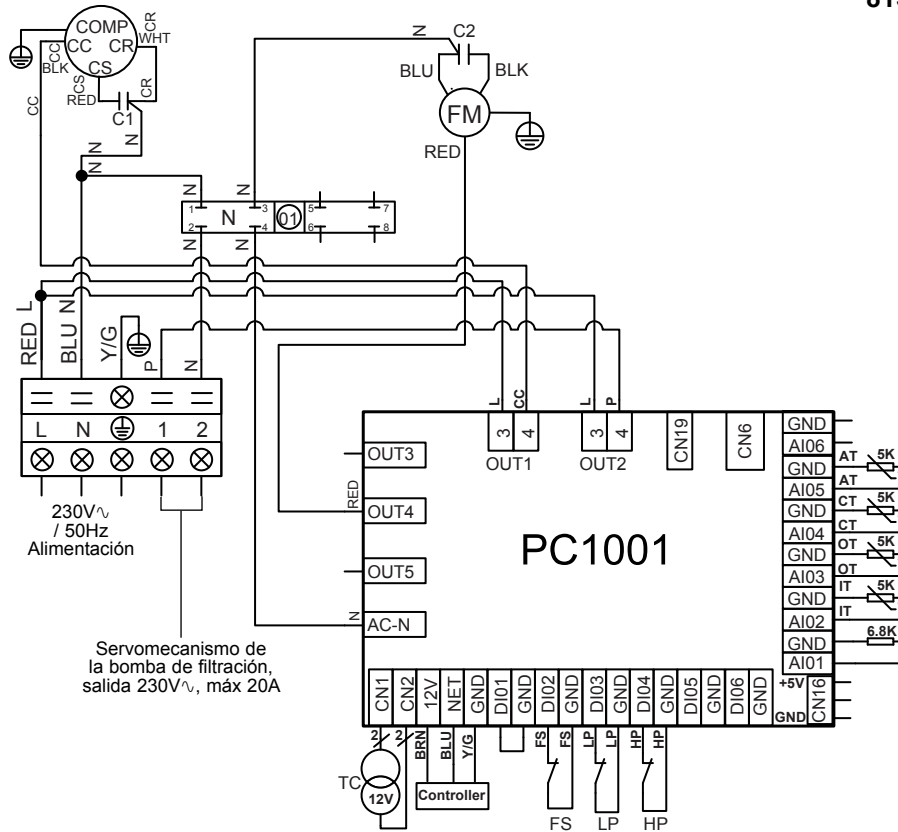 COMP
CC
CR
CS
CR
WHT
CC
BLK
CC
CS
RED
CR
C1
N
N
N
N
C2
BLU
BLK
FM
RED
N
N
1
2
N
3
4
01
5
6
7
8
N
N
RED L
BLU N
Y/G
P
N
L
N
1
2
230V∿
/ 50Hz
Alimentación
Servomecanismo de
la bomba de filtración,
salida 230V∿, máx 20A
L
CC
L
P
3
4
OUT1
3
4
OUT2
CN19
CN6
OUT3
RED
OUT4
OUT5
N
AC-N
PC1001
GND
AI06
GND
AI05
GND
AI04
GND
AI03
GND
AI02
GND
AI01
AT
5K
AT
CT
5K
CT
OT
5K
OT
IT
5K
IT
6.8K
+5V
GND
CN16
CN1
CN2
12V
NET
GND
DI01
GND
DI02
GND
DI03
GND
DI04
GND
DI05
GND
DI06
GND
2
2
BRN
BLU
Y/G
FS
FS
LP
LP
HP
HP
TC
12V
Controller
FS
LP
HP